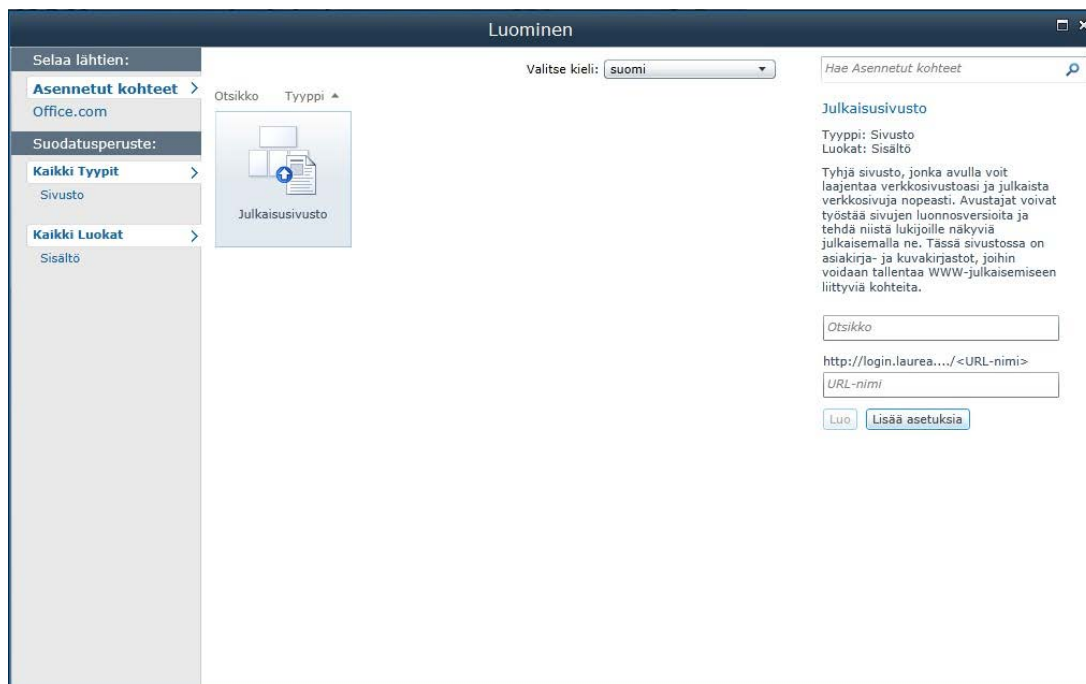 Luominen
Selaa lähtien:
Asennetut kohteet
Office.com
Suodatusperuste:
Kaikki Tyypit
Sivusto
Kaikki Luokat
Sisältö
Valitse kieli: suomi
Otsikko Tyyppi
Julkaisusivusto
Hae Asennetut kohteet
Julkaisusivusto
Tyyppi: Sivusto
Luokat: Sisältö
Tyhjä sivusto, jonka avulla voit
laajentaa verkkosivustoasi ja julkaista
verkkosivuja nopeasti. Avustajat voivat
työstää sivujen luonnosversioita ja
tehdä niistä lukijoille näkyviä
julkaisemalla ne. Tässä sivustossa on
asiakirja- ja kuvakirjastot, joihin
voidaan tallentaa WWW-julkaisemiseen
liittyviä kohteita.
Otsikko
http://login.laurea..../<URL-nimi>
URL-nimi
Luo Lisää asetuksia